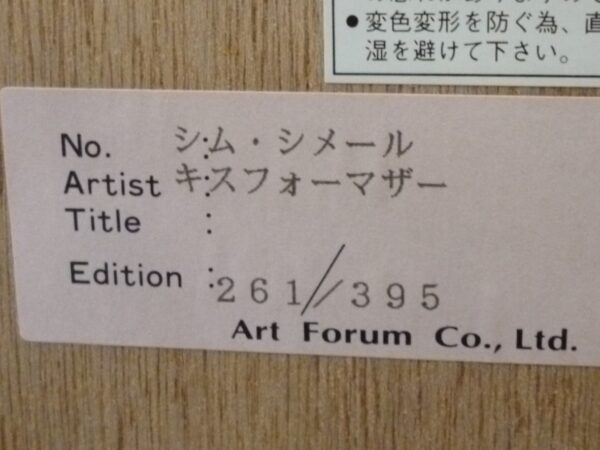 ●変色変形を防ぐ為、直
湿を避けて下さい。
No. : シム・シメール
Artist : キスフォーマザー
Title :
Edition : 261/395
Art Forum Co., Ltd.